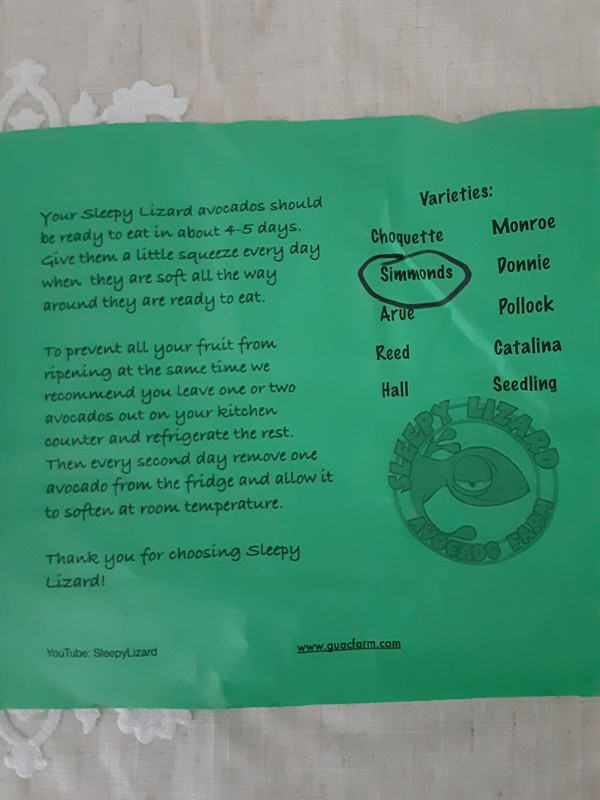 Your Sleepy Lizard avocados should
be ready to eat in about 4-5 days.
Give them a little squeeze every day
when they are soft all the way
around they are ready to eat.
To prevent all your fruit from
ripening at the same time we
recommend you leave one or two
avocados out on your kitchen
counter and refrigerate the rest.
Then every second day remove one
avocado from the fridge and allow it
to soften at room temperature.
Thank you for choosing Sleepy
Lizard!
YouTube: SleepyLizard
Varieties:
Choquette
Simmonds
Arue
Reed
Hall
Monroe
Donnie
Pollock
Catalina
Seedling
SLEEPY LIZARD
AVOCADO FARM
www.guacfarm.com